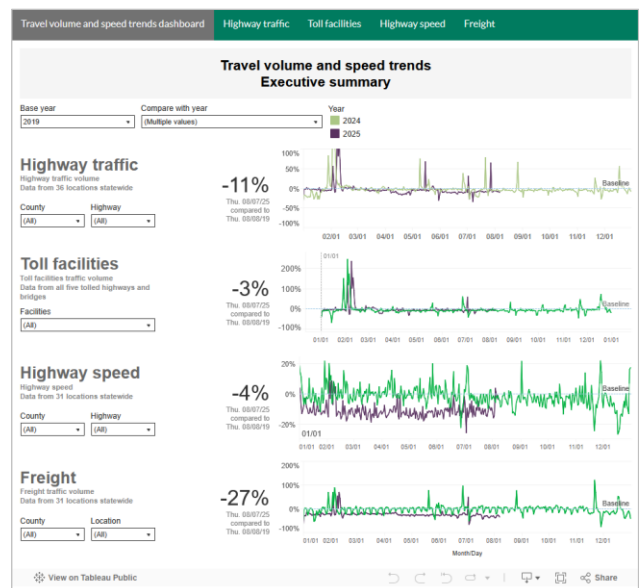 Travel volume and speed trends dashboard Highway traffic Toll facilities Highway speed Freight
Travel volume and speed trends
Executive summary
Base year Compare with year Year
2019 (Multiple values) 2024
2025
Highway traffic
Highway traffic volume
Data from 36 locations statewide
County Highway
(All) (All)
-11%
Thu. 08/07/25
compared to
Thu. 08/08/19
100%
50%
0%
-50%
-100%
Baseline
02/01 03/01 04/01 05/01 06/01 07/01 08/01 09/01 10/01 11/01 12/01
Toll facilities
Toll facilities traffic volume
Data from all five tolled highways and
bridges
Facilities
(All)
-3%
Thu. 08/07/25
compared to
Thu. 08/08/19
01/01
200%
100%
0%
-100%
Baseline
01/01 02/01 03/01 04/01 05/01 06/01 07/01 08/01 09/01 10/01 11/01 12/01 01/01
Highway speed
Highway speed
Data from 31 locations statewide
County Highway
(All) (All)
-4%
Thu. 08/07/25
compared to
Thu. 08/08/19
20%
0%
-20%
Baseline
01/01
01/01 02/01 03/01 04/01 05/01 06/01 07/01 08/01 09/01 10/01 11/01 12/01
Freight
Freight traffic volume
Data from 31 locations statewide
County Location
(All) (All)
-27%
Thu. 08/07/25
compared to
Thu. 08/08/19
200%
100%
0%
-100%
Baseline
01/01 02/01 03/01 04/01 05/01 06/01 07/01 08/01 09/01 10/01 11/01 12/01
Month/Day
View on Tableau Public Share